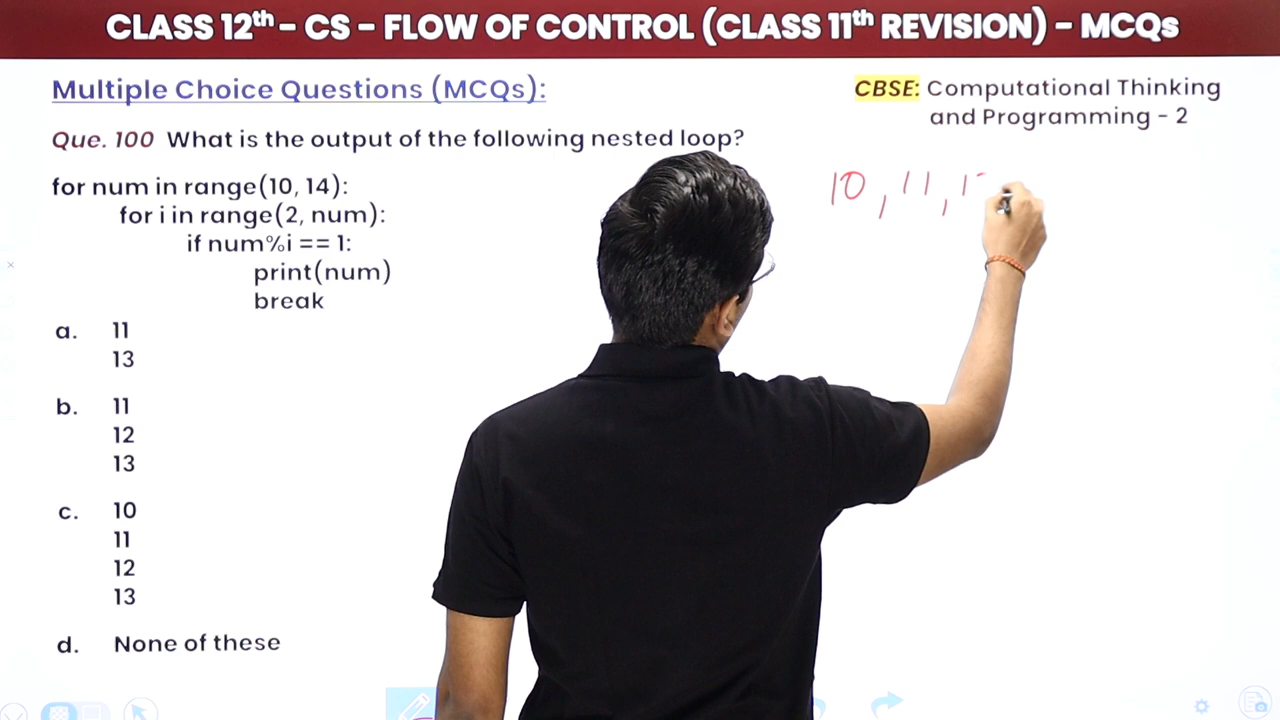 CLASS 12th - CS - FLOW OF CONTROL (CLASS 11th REVISION) - MCQs
Multiple Choice Questions (MCQs):
CBSE: Computational Thinking
and Programming - 2
Que. 100 What is the output of the following nested loop?
10, 11, 1
for num in range(10, 14):
for i in range(2, num):
if num%i == 1:
print(num)
break
a. 11
13
b. 11
12
13
c. 10
11
12
13
d. None of these